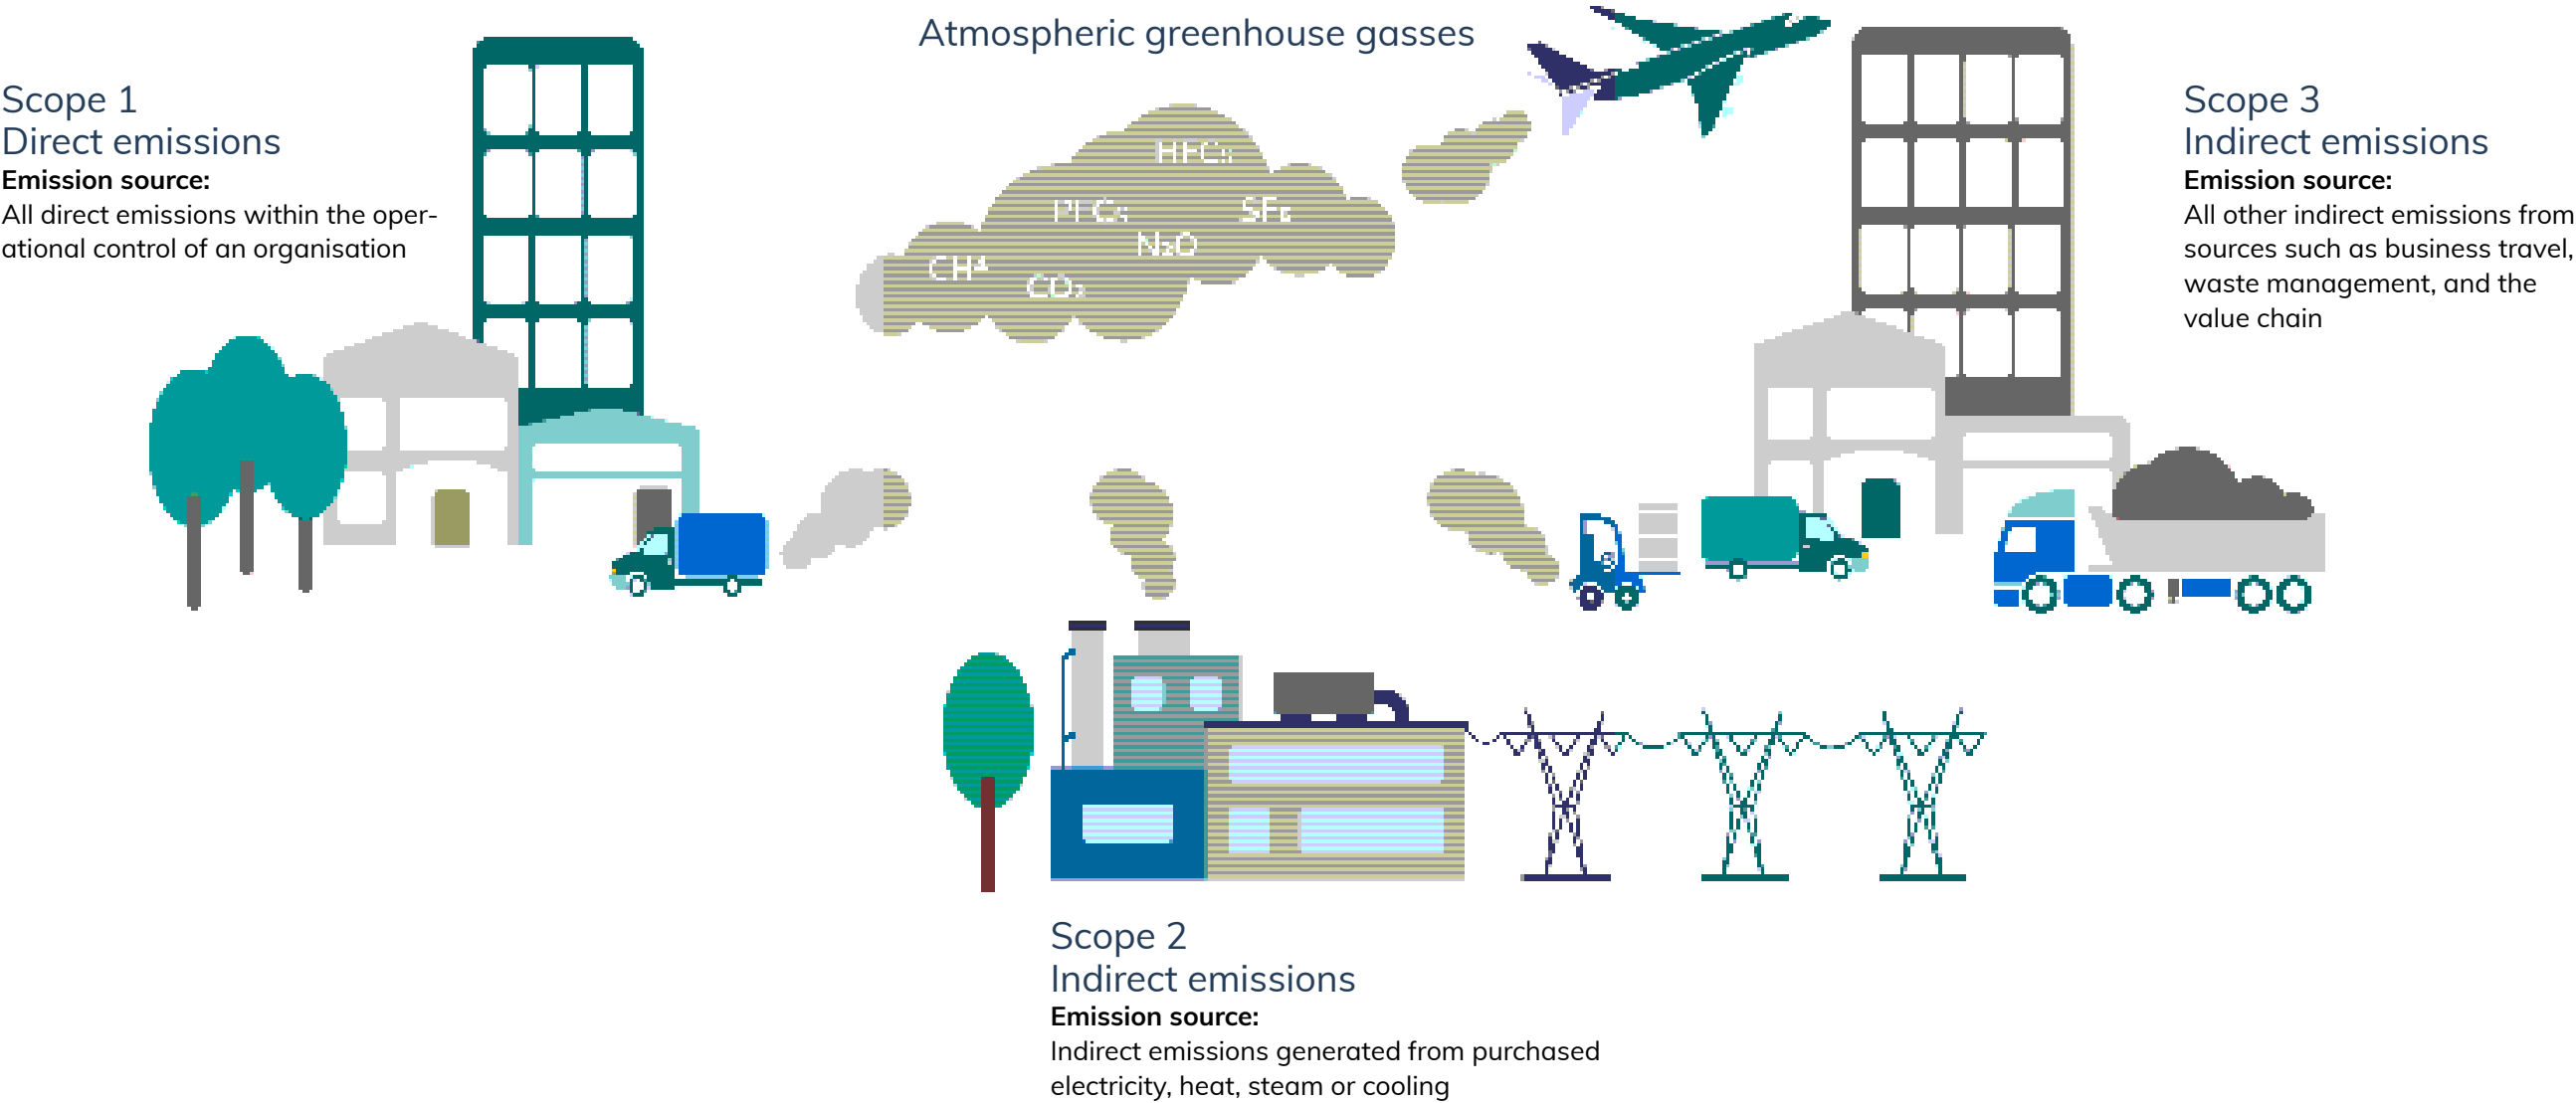 Atmospheric greenhouse gasses
Scope 1
Direct emissions
Emission source:
All direct emissions within the oper-
ational control of an organisation
HFCs
PFCs
SF₆
N₂O
CH⁴
CO₂
Scope 3
Indirect emissions
Emission source:
All other indirect emissions from
sources such as business travel,
waste management, and the
value chain
Scope 2
Indirect emissions
Emission source:
Indirect emissions generated from purchased
electricity, heat, steam or cooling